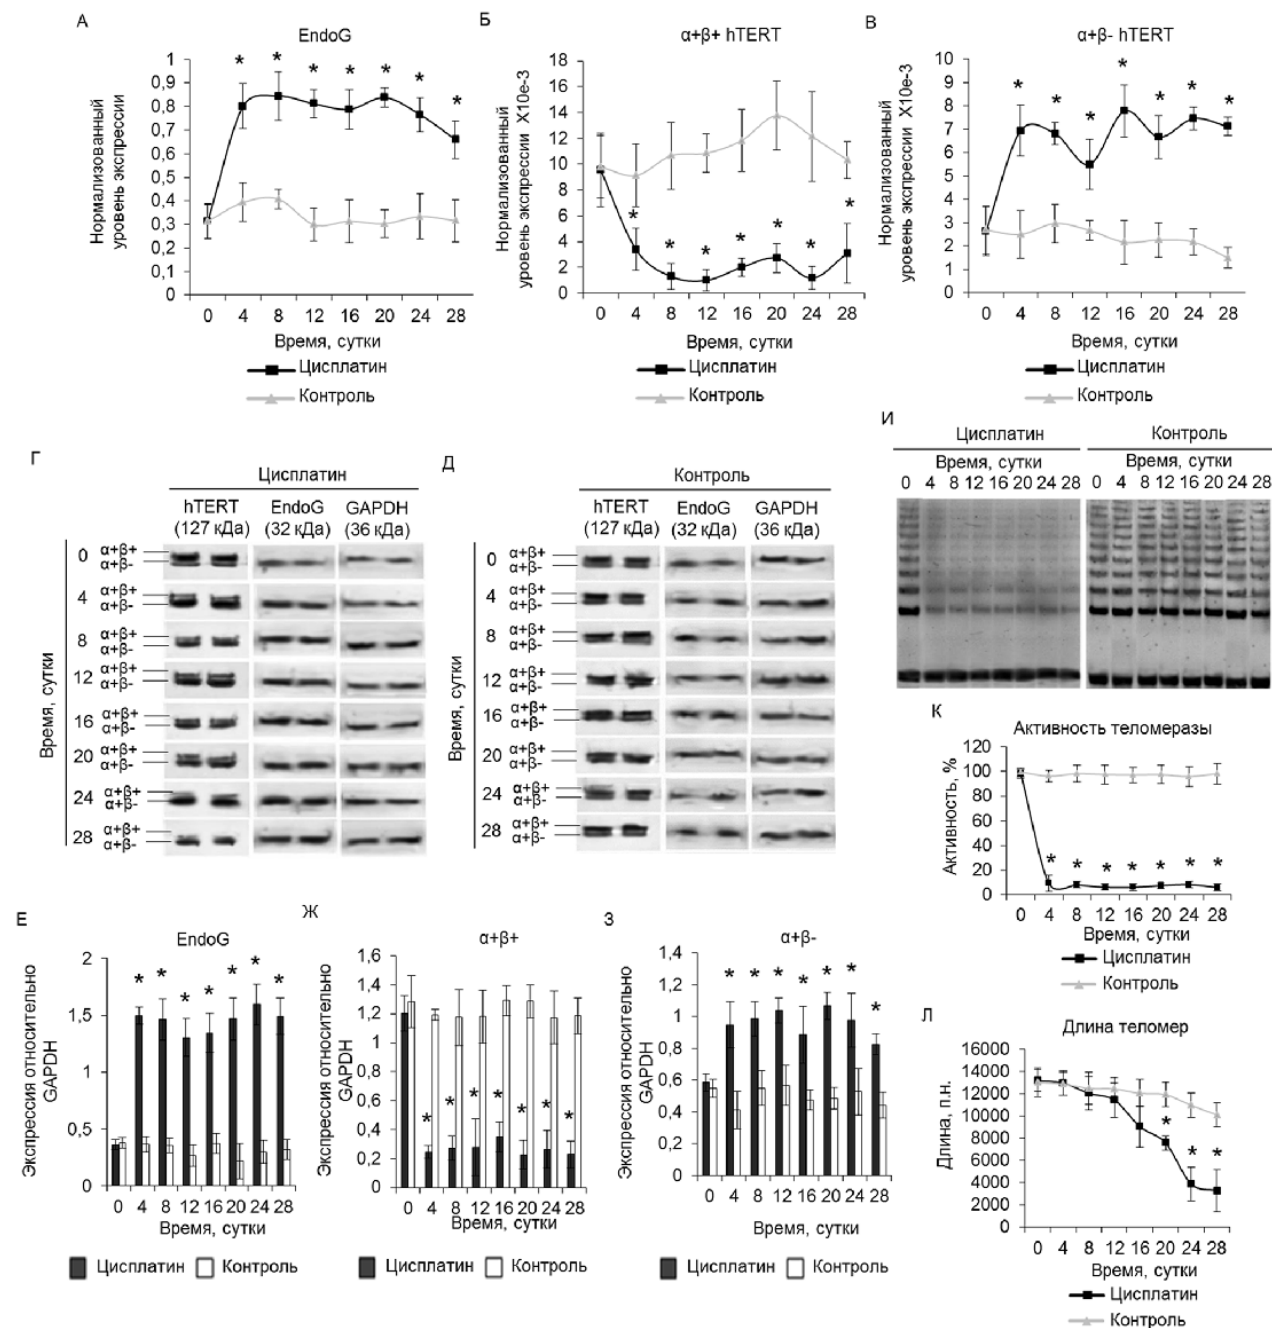 А
EndoG
Нормализованный
уровень экспрессии
1
0,9
0,8
0,7
0,6
0,5
0,4
0,3
0,2
0,1
0
* * * * * * *
0 4 8 12 16 20 24 28
Время, сутки
Цисплатин
Контроль
Б
α+β+ hTERT
Нормализованный
уровень экспрессии X10e-3
18
16
14
12
10
8
6
4
2
0
* * * * * * *
0 4 8 12 16 20 24 28
Время, сутки
Цисплатин
Контроль
В
α+β- hTERT
Нормализованный
уровень экспрессии X10e-3
10
9
8
7
6
5
4
3
2
1
0
* * * * * * *
0 4 8 12 16 20 24 28
Время, сутки
Цисплатин
Контроль
Г
Цисплатин
hTERT EndoG GAPDH
(127 кДа) (32 кДа) (36 кДа)
Время, сутки
0 α+β+
α+β-
4 α+β+
α+β-
8 α+β+
α+β-
12 α+β+
α+β-
16 α+β+
α+β-
20 α+β+
α+β-
24 α+β+
α+β-
28 α+β+
α+β-
Д
Контроль
hTERT EndoG GAPDH
(127 кДа) (32 кДа) (36 кДа)
Время, сутки
0 α+β+
α+β-
4 α+β+
α+β-
8 α+β+
α+β-
12 α+β+
α+β-
16 α+β+
α+β-
20 α+β+
α+β-
24 α+β+
α+β-
28 α+β+
α+β-
И
Цисплатин Контроль
Время, сутки Время, сутки
0 4 8 12 16 20 24 28 0 4 8 12 16 20 24 28
К
Активность теломеразы
Активность, %
120
100
80
60
40
20
0
* * * * * * *
0 4 8 12 16 20 24 28
Время, сутки
Цисплатин
Контроль
Е
EndoG
Экспрессия относительно
GAPDH
2
1,5
1
0,5
0
* * * * * * *
0 4 8 12 16 20 24 28
Время, сутки
Цисплатин Контроль
Ж
α+β+
Экспрессия относительно
GAPDH
1,6
1,4
1,2
1
0,8
0,6
0,4
0,2
0
* * * * * * *
0 4 8 12 16 20 24 28
Время, сутки
Цисплатин Контроль
З
α+β-
Экспрессия относительно
GAPDH
1,4
1,2
1
0,8
0,6
0,4
0,2
0
* * * * * * *
0 4 8 12 16 20 24 28
Время, сутки
Цисплатин Контроль
Л
Длина теломер
Длина, п.н.
16000
14000
12000
10000
8000
6000
4000
2000
0
* * *
0 4 8 12 16 20 24 28
Время, сутки
Цисплатин
Контроль